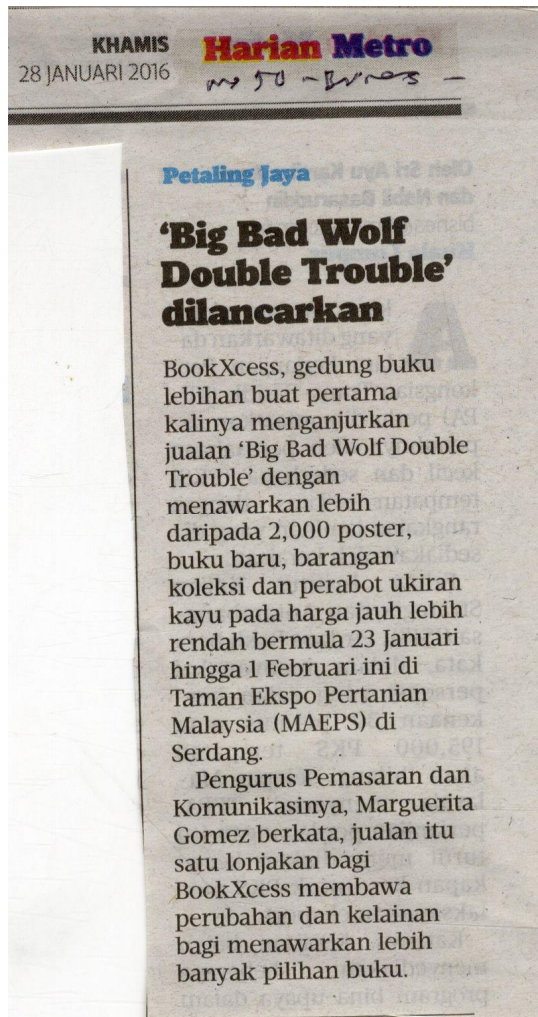 KHAMIS
28 JANUARI 2016
Harian Metro
Petaling Jaya
'Big Bad Wolf
Double Trouble'
dilancarkan
BookXcess, gedung buku
lebihan buat pertama
kalinya menganjurkan
jualan 'Big Bad Wolf Double
Trouble' dengan
menawarkan lebih
daripada 2,000 poster,
buku baru, barangan
koleksi dan perabot ukiran
kayu pada harga jauh lebih
rendah bermula 23 Januari
hingga 1 Februari ini di
Taman Ekspo Pertanian
Malaysia (MAEPS) di
Serdang.
Pengurus Pemasaran dan
Komunikasinya, Marguerita
Gomez berkata, jualan itu
satu lonjakan bagi
BookXcess membawa
perubahan dan kelainan
bagi menawarkan lebih
banyak pilihan buku.